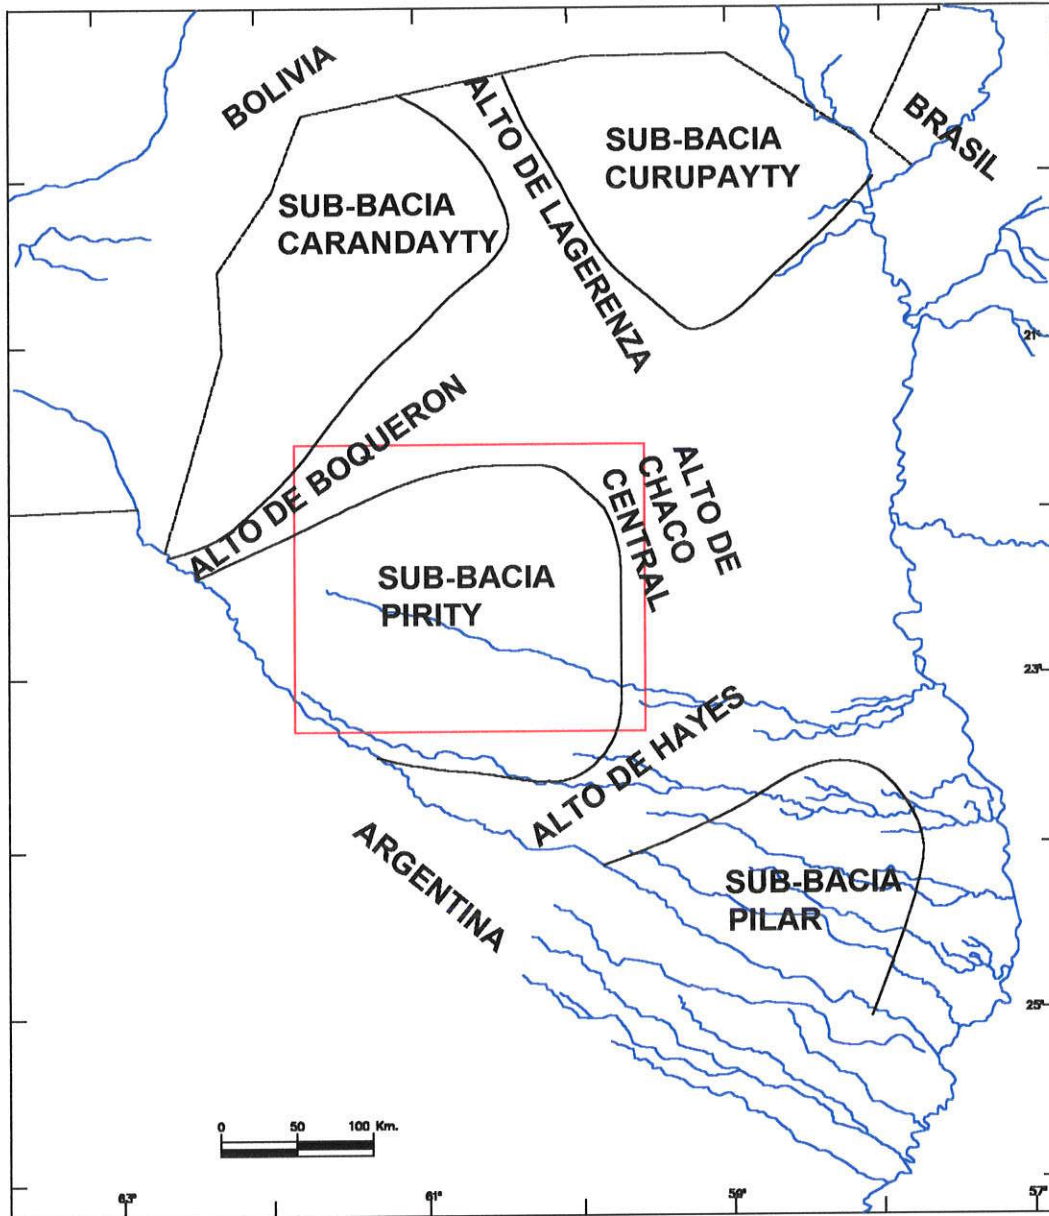 BOLIVIA
BRASIL
ALTO DE LAGERENZA
SUB-BACIA
CURUPAYTY
SUB-BACIA
CARANDAYTY
21°
ALTO DE BOQUERON
ALTO DE
CHACO
CENTRAL
SUB-BACIA
PIRITY
23°
ALTO DE HAYES
ARGENTINA
SUB-BACIA
PILAR
25°
0 50 100 Km.
63° 61° 59° 57°